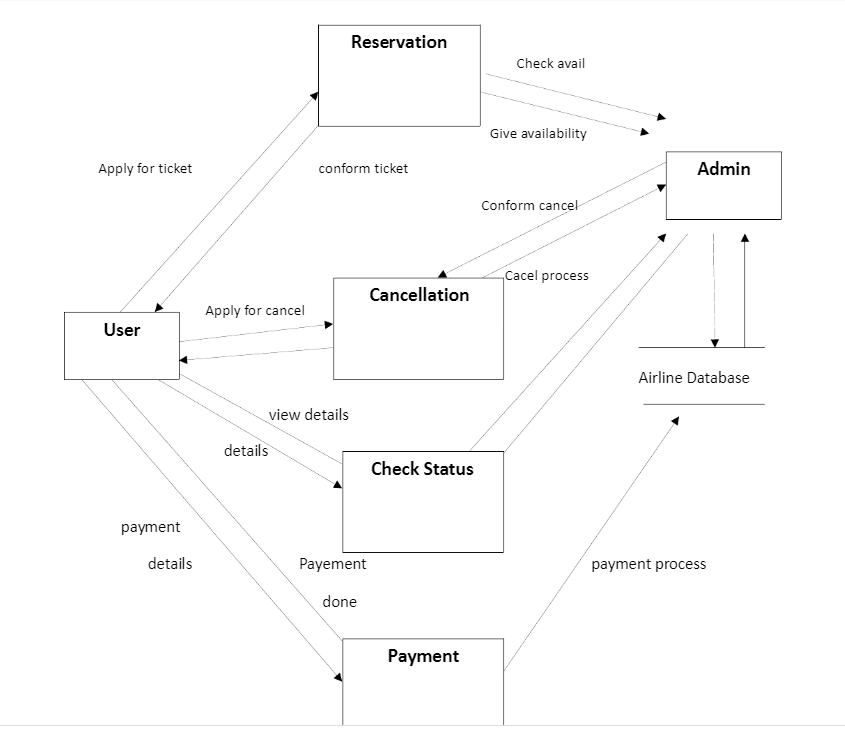 Reservation
Check avail
Give availability
Apply for ticket
conform ticket
Admin
Conform cancel
Cacel process
Cancellation
Apply for cancel
User
Airline Database
view details
details
Check Status
payment
details
Payement
done
payment process
Payment